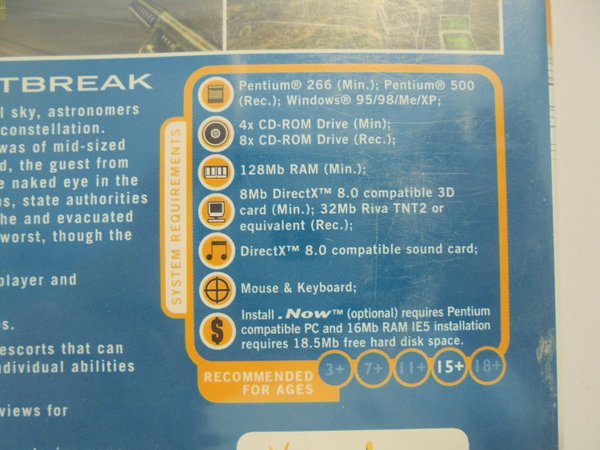 TBREAK
l sky, astronomers
constellation.
was of mid-sized
d, the guest from
e naked eye in the
ns, state authorities
he and evacuated
worst, though the
player and
s.
escorts that can
ndividual abilities
views for
SYSTEM REQUIREMENTS
Pentium® 266 (Min.); Pentium® 500
(Rec.); Windows® 95/98/Me/XP;
4x CD-ROM Drive (Min);
8x CD-ROM Drive (Rec.);
128Mb RAM (Min.);
8Mb DirectX™ 8.0 compatible 3D
card (Min.); 32Mb Riva TNT2 or
equivalent (Rec.);
DirectX™ 8.0 compatible sound card;
Mouse & Keyboard;
$
Install .Now™ (optional) requires Pentium
compatible PC and 16Mb RAM IE5 installation
requires 18.5Mb free hard disk space.
RECOMMENDED
FOR AGES
3+ 7+ 11+ 15+ 18+